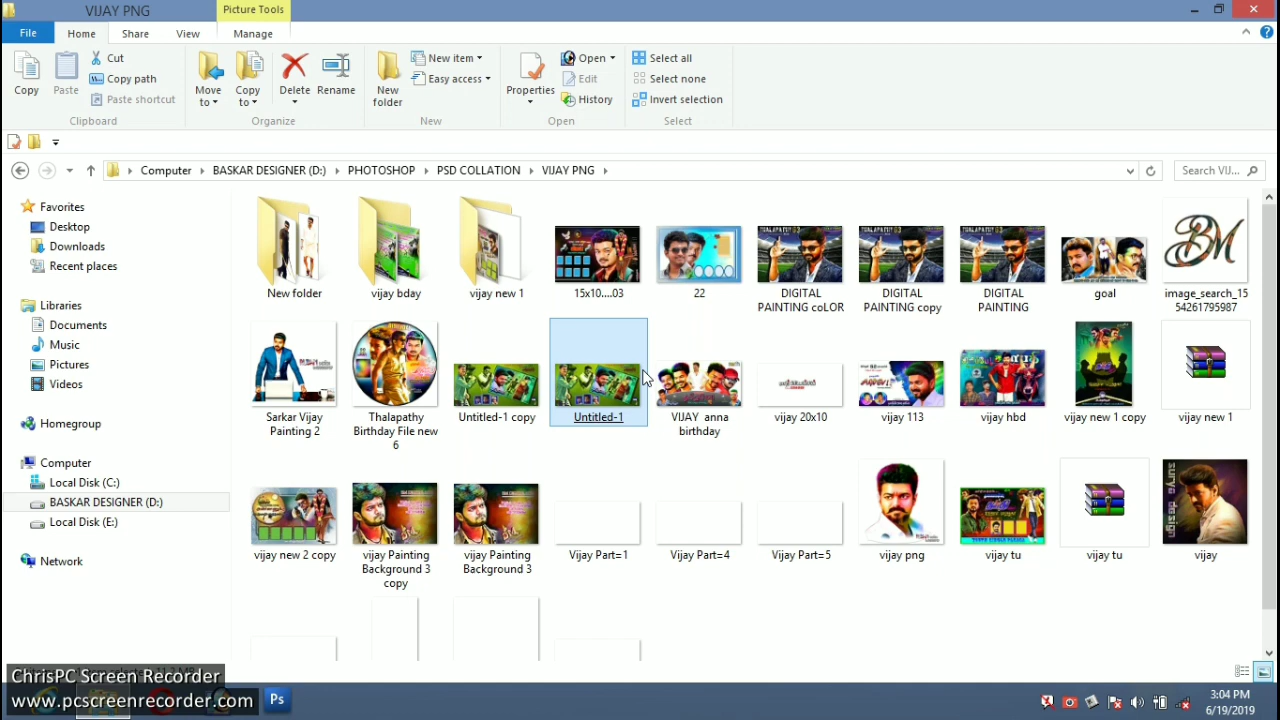 VIJAY PNG
Picture Tools
File
Home
Share
View
Manage
Copy
Paste
Cut
Copy path
Paste shortcut
Clipboard
Move to
Copy to
Delete
Rename
Organize
New folder
New item
Easy access
New
Properties
Open
Edit
History
Open
Select all
Select none
Invert selection
Select
Computer
BASKAR DESIGNER (D:)
PHOTOSHOP
PSD COLLATION
VIJAY PNG
Search VIJ...
Favorites
Desktop
Downloads
Recent places
Libraries
Documents
Music
Pictures
Videos
Homegroup
Computer
Local Disk (C:)
BASKAR DESIGNER (D:)
Local Disk (E:)
Network
New folder
vijay bday
vijay new 1
15x10....03
22
DIGITAL
PAINTING coLOR
DIGITAL
PAINTING copy
DIGITAL
PAINTING
goal
image_search_15
54261795987
Sarkar Vijay
Painting 2
Thalapathy
Birthday File new
6
Untitled-1 copy
Untitled-1
VIJAY anna
birthday
vijay 20x10
vijay 113
vijay hbd
vijay new 1 copy
vijay new 1
vijay new 2 copy
vijay Painting
Background 3
copy
vijay Painting
Background 3
Vijay Part=1
Vijay Part=4
Vijay Part=5
vijay png
vijay tu
vijay tu
surya design
vijay
ChrisPC Screen Recorder
www.pcscreenrecorder.com
Ps
3:04 PM
6/19/2019